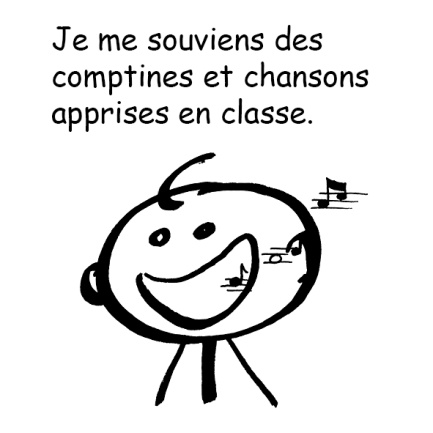 Je me souviens des
comptines et chansons
apprises en classe.